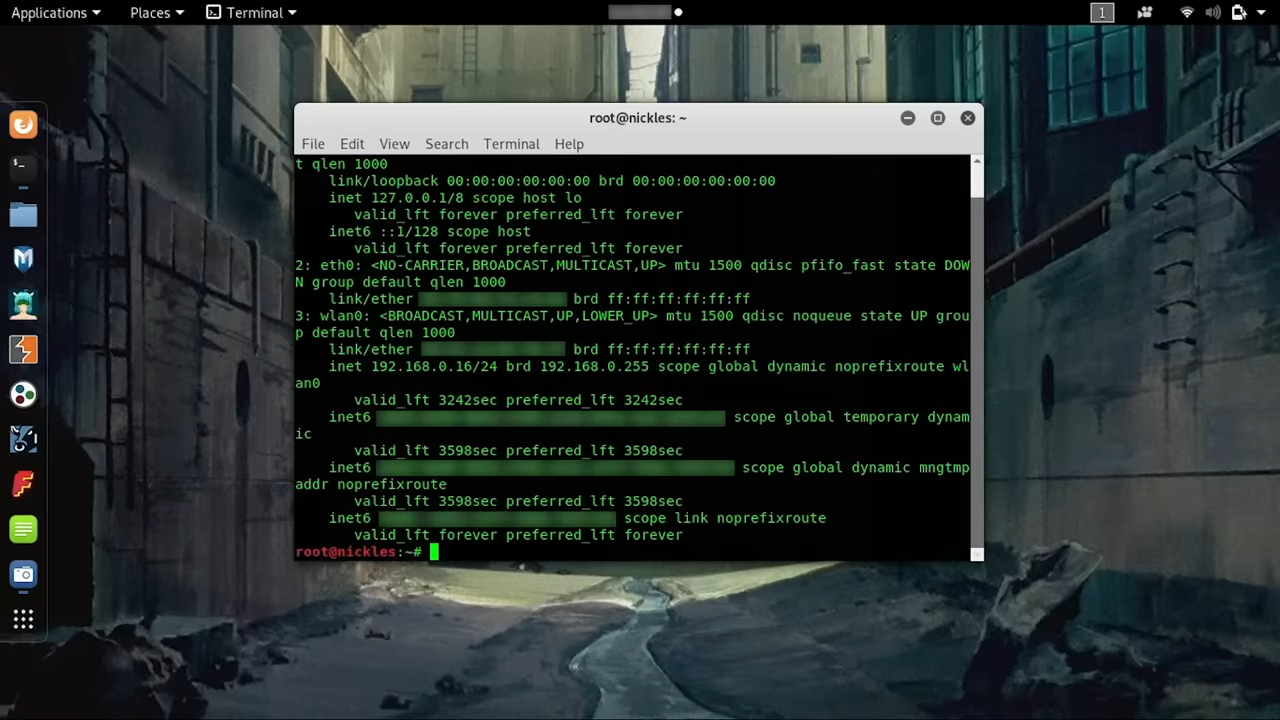 Applications Places Terminal 1
root@nickles: ~
File Edit View Search Terminal Help
t qlen 1000
link/loopback 00:00:00:00:00:00 brd 00:00:00:00:00:00
inet 127.0.0.1/8 scope host lo
valid_lft forever preferred_lft forever
inet6 ::1/128 scope host
valid_lft forever preferred_lft forever
2: eth0: <NO-CARRIER,BROADCAST,MULTICAST,UP> mtu 1500 qdisc pfifo_fast state DOW
N group default qlen 1000
link/ether brd ff:ff:ff:ff:ff:ff
3: wlan0: <BROADCAST,MULTICAST,UP,LOWER_UP> mtu 1500 qdisc noqueue state UP grou
p default qlen 1000
link/ether brd ff:ff:ff:ff:ff:ff
inet 192.168.0.16/24 brd 192.168.0.255 scope global dynamic noprefixroute wl
an0
valid_lft 3242sec preferred_lft 3242sec
inet6 scope global temporary dynam
ic
valid_lft 3598sec preferred_lft 3598sec
inet6 scope global dynamic mngtmp
addr noprefixroute
valid_lft 3598sec preferred_lft 3598sec
inet6 scope link noprefixroute
valid_lft forever preferred_lft forever
root@nickles:~#